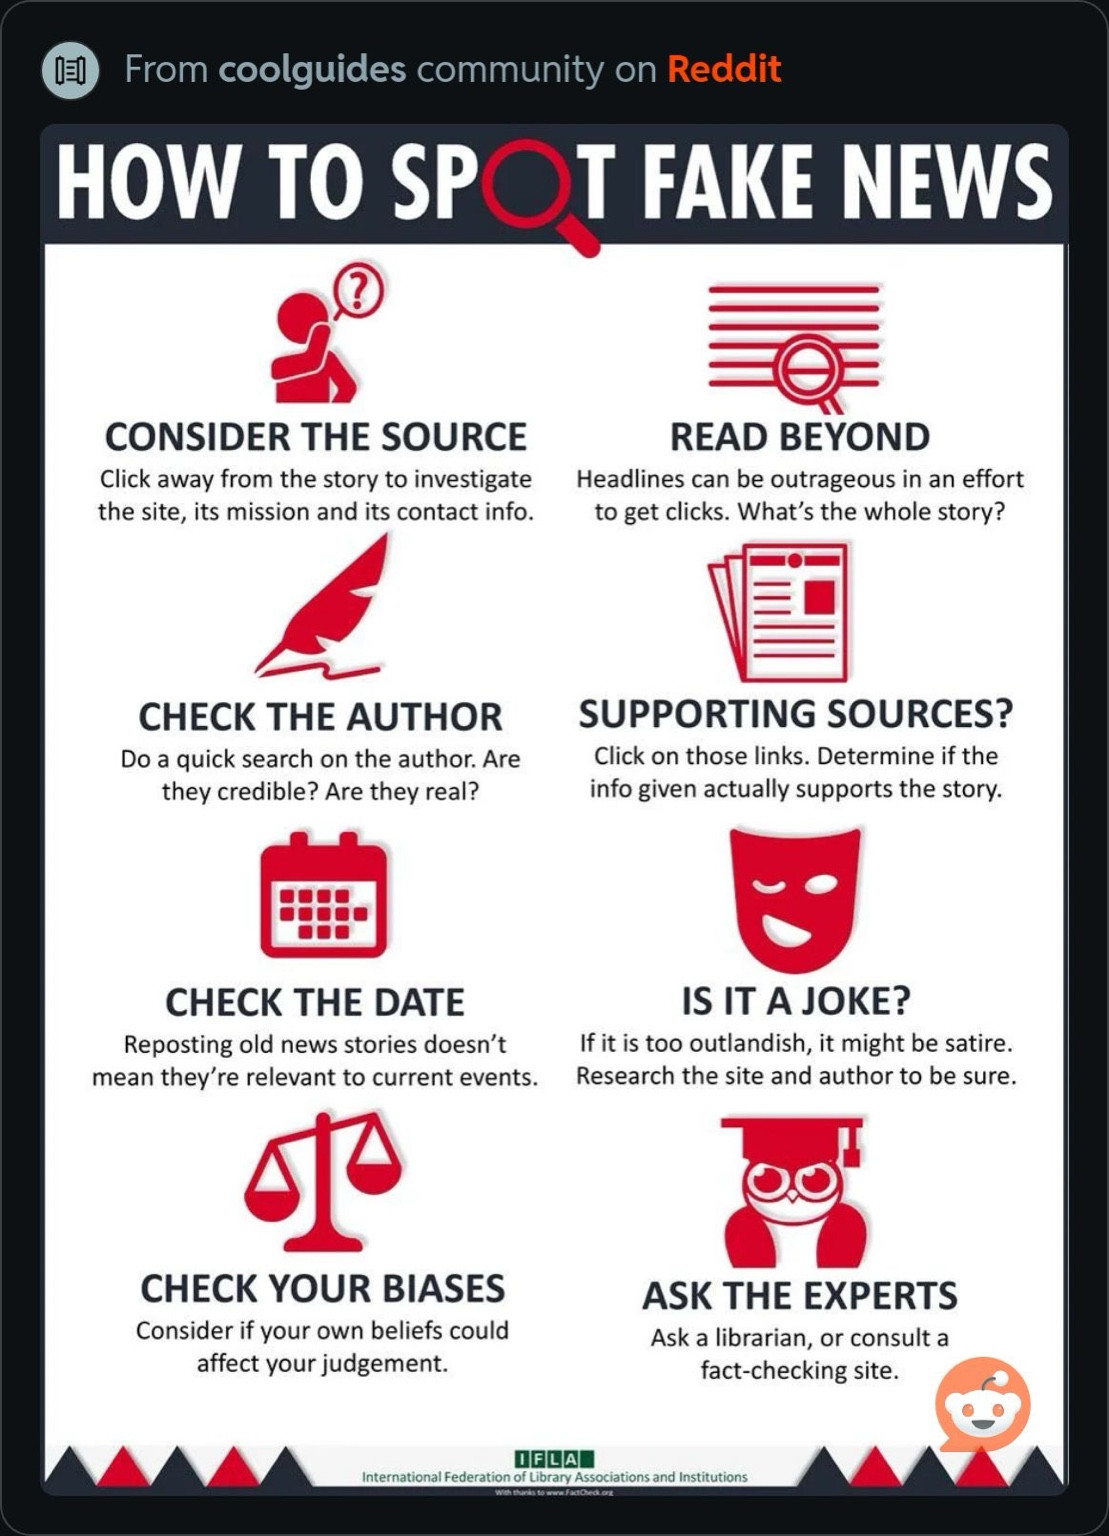 From coolguides community on Reddit
HOW TO SPOT FAKE NEWS
?
CONSIDER THE SOURCE
Click away from the story to investigate
the site, its mission and its contact info.
READ BEYOND
Headlines can be outrageous in an effort
to get clicks. What’s the whole story?
CHECK THE AUTHOR
Do a quick search on the author. Are
they credible? Are they real?
SUPPORTING SOURCES?
Click on those links. Determine if the
info given actually supports the story.
CHECK THE DATE
Reposting old news stories doesn’t
mean they’re relevant to current events.
IS IT A JOKE?
If it is too outlandish, it might be satire.
Research the site and author to be sure.
CHECK YOUR BIASES
Consider if your own beliefs could
affect your judgement.
ASK THE EXPERTS
Ask a librarian, or consult a
fact-checking site.
IFLA
International Federation of Library Associations and Institutions
With thanks to www.FactCheck.org